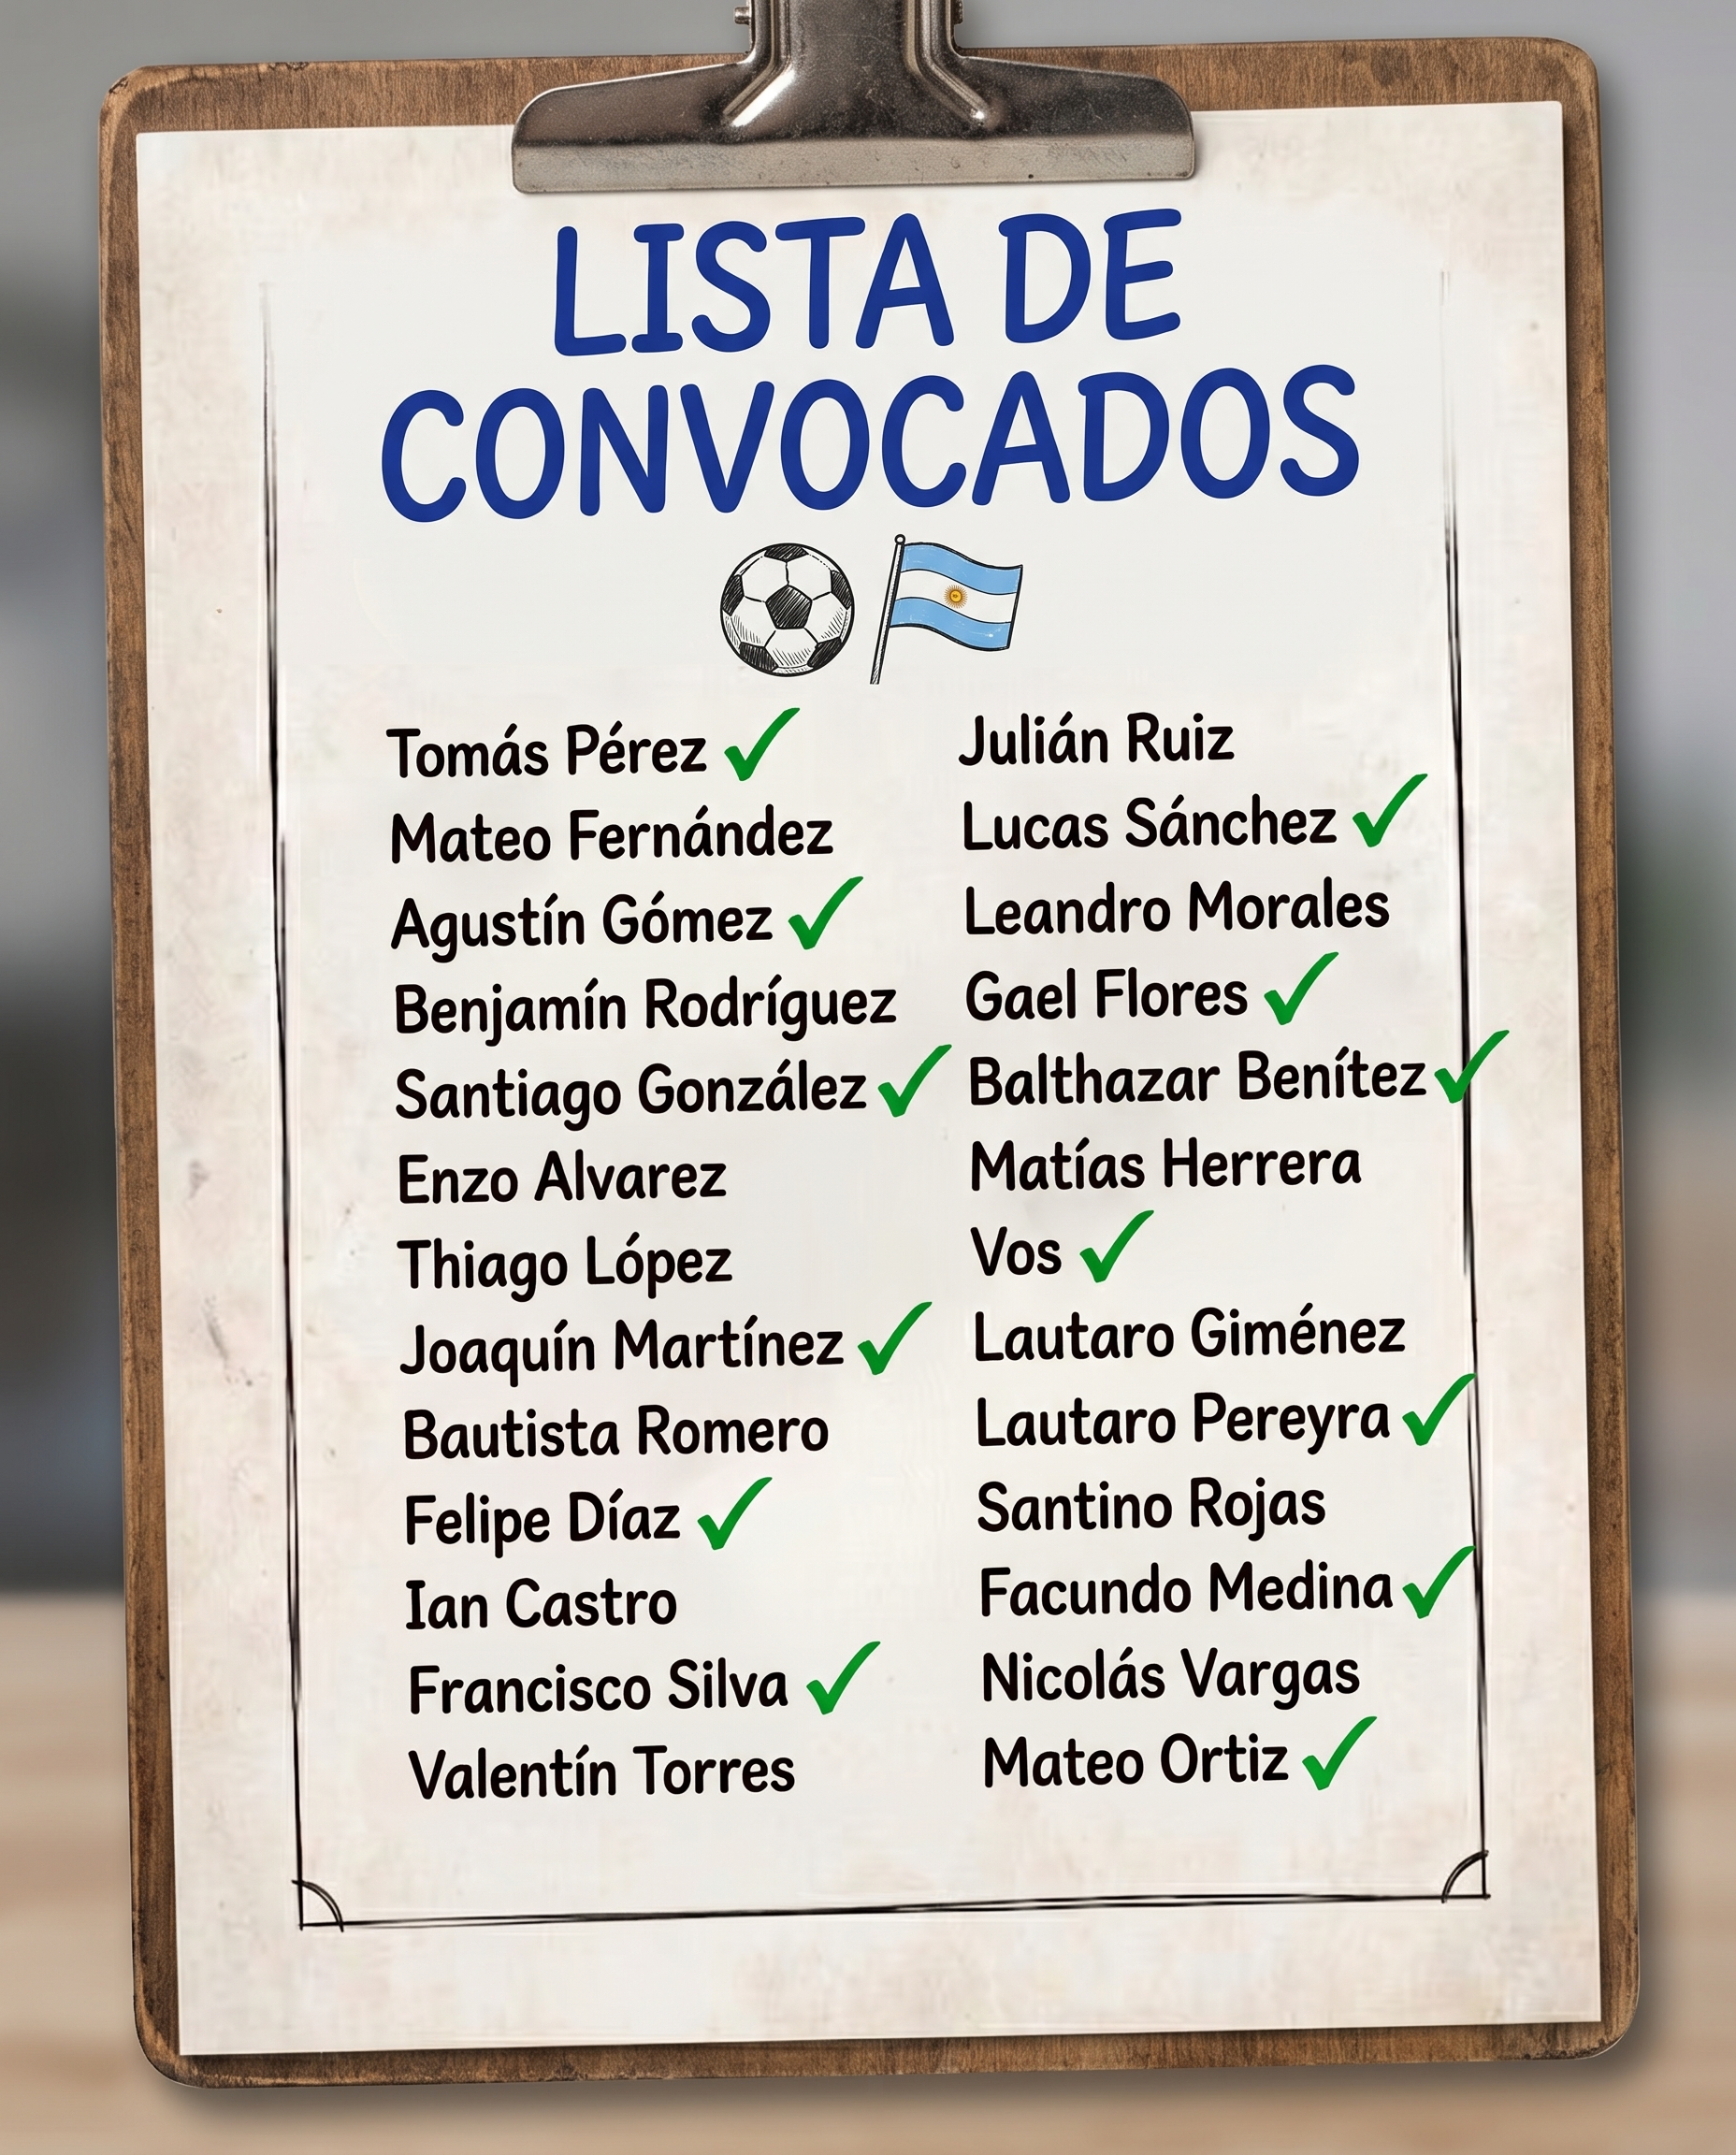 LISTA DE
CONVOCADOS
Tomás Pérez ✓
Mateo Fernández
Agustín Gómez ✓
Benjamín Rodríguez
Santiago González ✓
Enzo Alvarez
Thiago López
Joaquín Martínez ✓
Bautista Romero
Felipe Díaz ✓
Ian Castro
Francisco Silva ✓
Valentín Torres
Julián Ruiz
Lucas Sánchez ✓
Leandro Morales
Gael Flores ✓
Balthazar Benítez ✓
Matías Herrera
Vos ✓
Lautaro Giménez
Lautaro Pereyra ✓
Santino Rojas
Facundo Medina ✓
Nicolás Vargas
Mateo Ortiz ✓